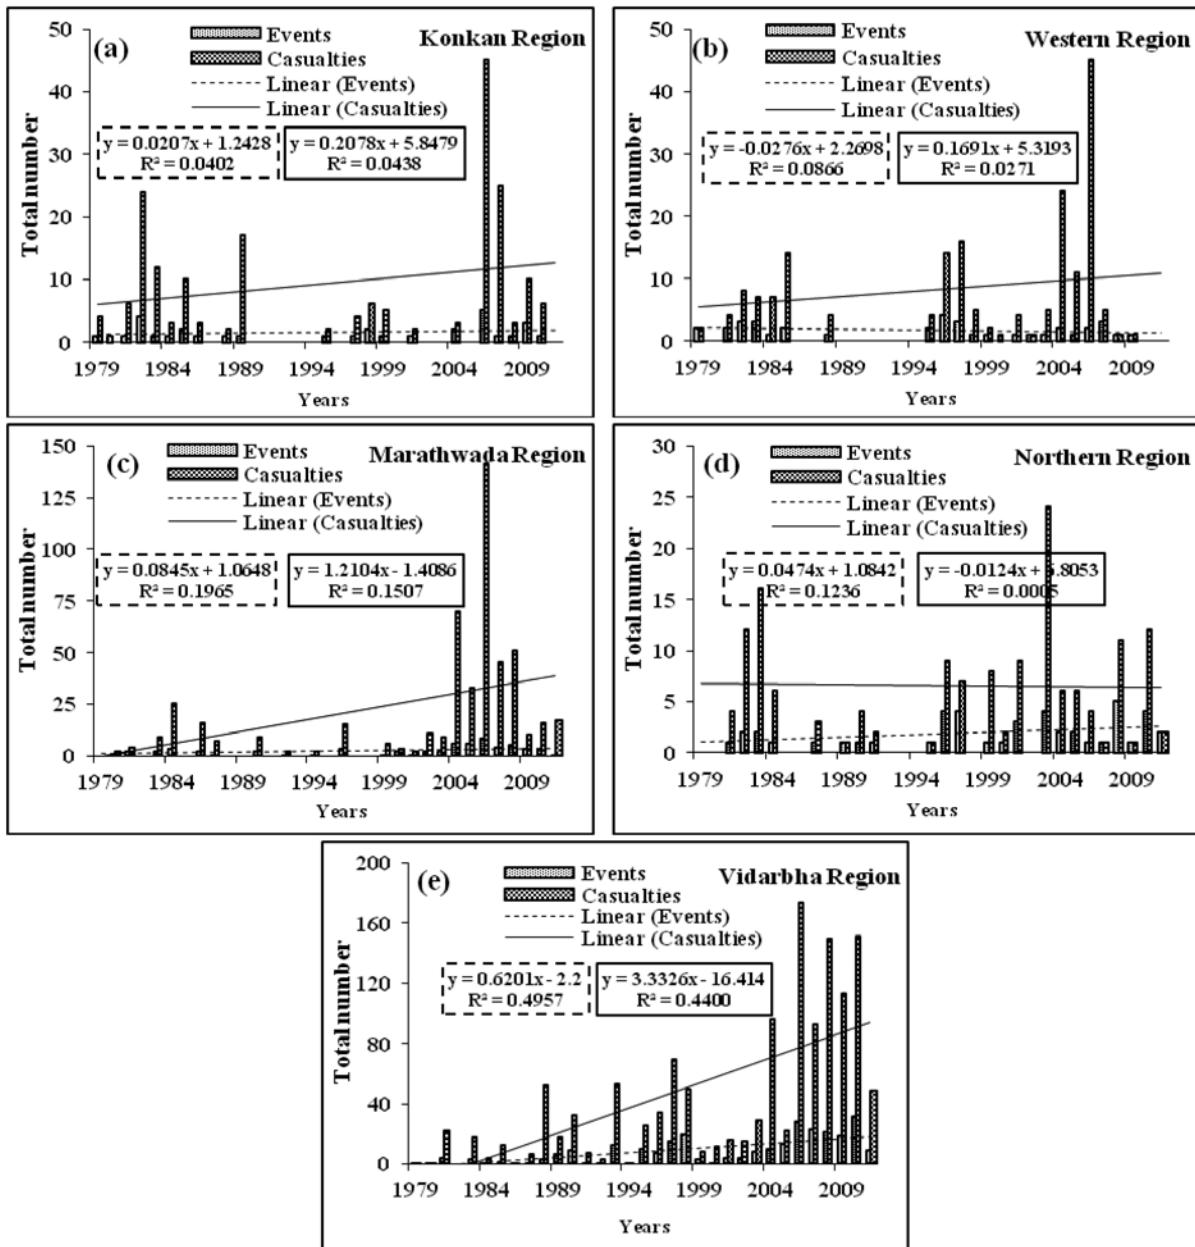 (a)
Events
Konkan Region
Casualties
Linear (Events)
Linear (Casualties)
y = 0.0207x + 1.2428
R² = 0.0402
y = 0.2078x + 5.8479
R² = 0.0438
Total number
50
40
30
20
10
0
1979 1984 1989 1994 1999 2004 2009
Years
(b)
Events
Western Region
Casualties
Linear (Events)
Linear (Casualties)
y = -0.0276x + 2.2698
R² = 0.0866
y = 0.1691x + 5.3193
R² = 0.0271
Total number
50
40
30
20
10
0
1979 1984 1989 1994 1999 2004 2009
Years
(c)
Events
Marathwada Region
Casualties
Linear (Events)
Linear (Casualties)
y = 0.0845x + 1.0648
R² = 0.1965
y = 1.2104x - 1.4086
R² = 0.1507
Total number
150
125
100
75
50
25
0
1979 1984 1989 1994 1999 2004 2009
Years
(d)
Events
Northern Region
Casualties
Linear (Events)
Linear (Casualties)
y = 0.0474x + 1.0842
R² = 0.1236
y = -0.0124x + 6.8053
R² = 0.0005
Total number
30
25
20
15
10
5
0
1979 1984 1989 1994 1999 2004 2009
Years
(e)
Events
Vidarbha Region
Casualties
Linear (Events)
Linear (Casualties)
y = 0.6201x - 2.2
R² = 0.4957
y = 3.3326x - 16.414
R² = 0.4400
Total number
200
160
120
80
40
0
1979 1984 1989 1994 1999 2004 2009
Years